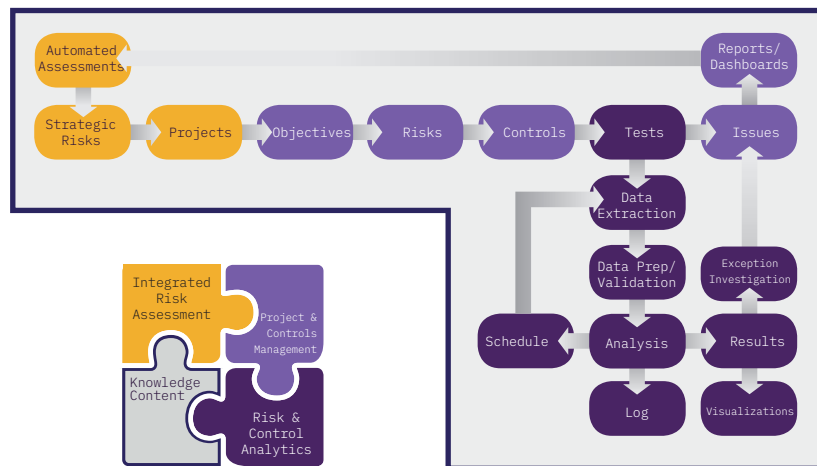 Automated
Assessments
Reports/
Dashboards
Strategic
Risks
Projects
Objectives
Risks
Controls
Tests
Issues
Data
Extraction
Data Prep/
Validation
Exception
Investigation
Schedule
Analysis
Results
Log
Visualizations
Integrated
Risk
Assessment
Project &
Controls
Management
Knowledge
Content
Risk &
Control
Analytics